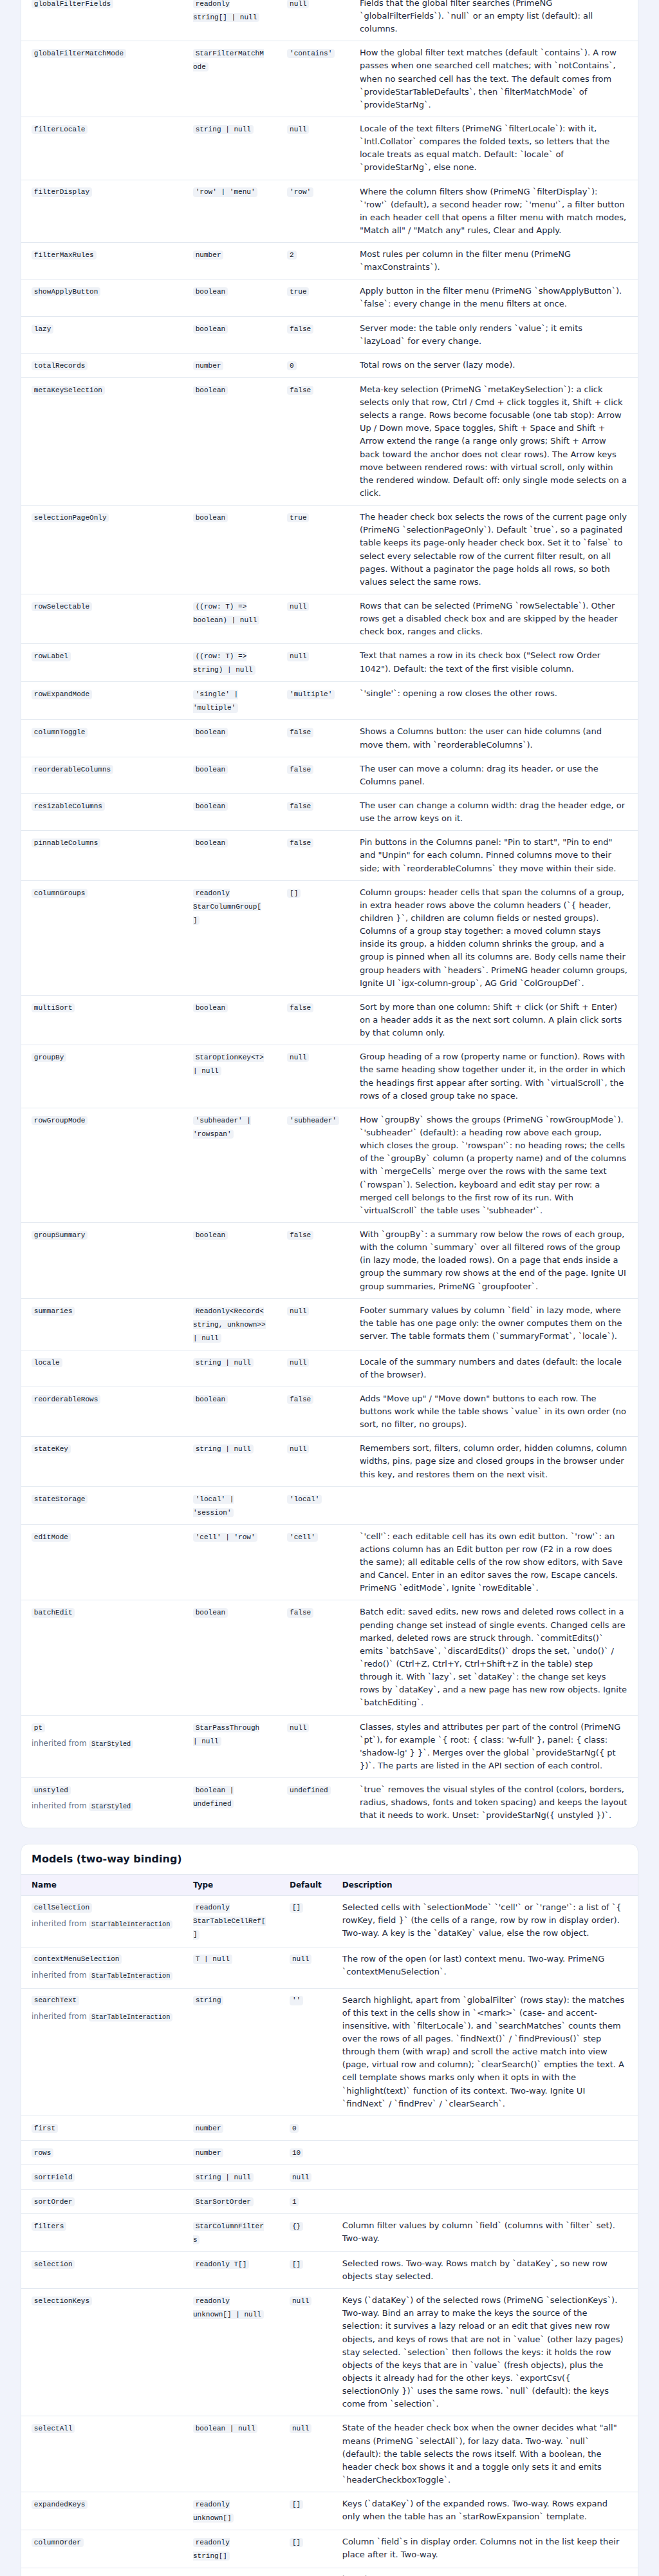 globalFilterFields readonly string[] | null null Fields that the global filter searches (PrimeNG
`globalFilterFields`). `null` or an empty list (default): all
columns.
globalFilterMatchMode StarFilterMatchMode 'contains' How the global filter text matches (default `contains`). A row
passes when one searched cell matches; with `notContains`,
when no searched cell has the text. The default comes from
`provideStarTableDefaults`, then `filterMatchMode` of
`provideStarNg`.
filterLocale string | null null Locale of the text filters (PrimeNG `filterLocale`): with it,
`Intl.Collator` compares the folded texts, so letters that the
locale treats as equal match. Default: `locale` of
`provideStarNg`, else none.
filterDisplay 'row' | 'menu' 'row' Where the column filters show (PrimeNG `filterDisplay`):
`'row'` (default), a second header row; `'menu'`, a filter button
in each header cell that opens a filter menu with match modes,
"Match all" / "Match any" rules, Clear and Apply.
filterMaxRules number 2 Most rules per column in the filter menu (PrimeNG
`maxConstraints`).
showApplyButton boolean true Apply button in the filter menu (PrimeNG `showApplyButton`).
`false`: every change in the menu filters at once.
lazy boolean false Server mode: the table only renders `value`; it emits
`lazyLoad` for every change.
totalRecords number 0 Total rows on the server (lazy mode).
metaKeySelection boolean false Meta-key selection (PrimeNG `metaKeySelection`): a click
selects only that row, Ctrl / Cmd + click toggles it, Shift + click
selects a range. Rows become focusable (one tab stop): Arrow
Up / Down move, Space toggles, Shift + Space and Shift +
Arrow extend the range (a range only grows; Shift + Arrow
back toward the anchor does not clear rows). The Arrow keys
move between rendered rows: with virtual scroll, only within
the rendered window. Default off: only single mode selects on a
click.
selectionPageOnly boolean true The header check box selects the rows of the current page only
(PrimeNG `selectionPageOnly`). Default `true`, so a paginated
table keeps its page-only header check box. Set it to `false` to
select every selectable row of the current filter result, on all
pages. Without a paginator the page holds all rows, so both
values select the same rows.
rowSelectable ((row: T) => boolean) | null null Rows that can be selected (PrimeNG `rowSelectable`). Other
rows get a disabled check box and are skipped by the header
check box, ranges and clicks.
rowLabel ((row: T) => string) | null null Text that names a row in its check box ("Select row Order
1042"). Default: the text of the first visible column.
rowExpandMode 'single' | 'multiple' 'multiple' `'single'`: opening a row closes the other rows.
columnToggle boolean false Shows a Columns button: the user can hide columns (and
move them, with `reorderableColumns`).
reorderableColumns boolean false The user can move a column: drag its header, or use the
Columns panel.
resizableColumns boolean false The user can change a column width: drag the header edge, or
use the arrow keys on it.
pinnableColumns boolean false Pin buttons in the Columns panel: "Pin to start", "Pin to end"
and "Unpin" for each column. Pinned columns move to their
side; with `reorderableColumns` they move within their side.
columnGroups readonly StarColumnGroup[] [] Column groups: header cells that span the columns of a group,
in extra header rows above the column headers (`{ header,
children }`, children are column fields or nested groups).
Columns of a group stay together: a moved column stays
inside its group, a hidden column shrinks the group, and a
group is pinned when all its columns are. Body cells name their
group headers with `headers`. PrimeNG header column groups,
Ignite UI `igx-column-group`, AG Grid `ColGroupDef`.
multiSort boolean false Sort by more than one column: Shift + click (or Shift + Enter)
on a header adds it as the next sort column. A plain click sorts
by that column only.
groupBy StarOptionKey<T> | null null Group heading of a row (property name or function). Rows with
the same heading show together under it, in the order in which
the headings first appear after sorting. With `virtualScroll`, the
rows of a closed group take no space.
rowGroupMode 'subheader' | 'rowspan' 'subheader' How `groupBy` shows the groups (PrimeNG `rowGroupMode`).
`'subheader'` (default): a heading row above each group,
which closes the group. `'rowspan'`: no heading rows; the cells
of the `groupBy` column (a property name) and of the columns
with `mergeCells` merge over the rows with the same text
(`rowspan`). Selection, keyboard and edit stay per row: a
merged cell belongs to the first row of its run. With
`virtualScroll` the table uses `'subheader'`.
groupSummary boolean false With `groupBy`: a summary row below the rows of each group,
with the column `summary` over all filtered rows of the group
(in lazy mode, the loaded rows). On a page that ends inside a
group the summary row shows at the end of the page. Ignite UI
group summaries, PrimeNG `groupfooter`.
summaries Readonly<Record<string, unknown>> | null null Footer summary values by column `field` in lazy mode, where
the table has one page only: the owner computes them on the
server. The table formats them (`summaryFormat`, `locale`).
locale string | null null Locale of the summary numbers and dates (default: the locale
of the browser).
reorderableRows boolean false Adds "Move up" / "Move down" buttons to each row. The
buttons work while the table shows `value` in its own order (no
sort, no filter, no groups).
stateKey string | null null Remembers sort, filters, column order, hidden columns, column
widths, pins, page size and closed groups in the browser under
this key, and restores them on the next visit.
stateStorage 'local' | 'session' 'local'
editMode 'cell' | 'row' 'cell' `'cell'`: each editable cell has its own edit button. `'row'`: an
actions column has an Edit button per row (F2 in a row does
the same); all editable cells of the row show editors, with Save
and Cancel. Enter in an editor saves the row, Escape cancels.
PrimeNG `editMode`, Ignite `rowEditable`.
batchEdit boolean false Batch edit: saved edits, new rows and deleted rows collect in a
pending change set instead of single events. Changed cells are
marked, deleted rows are struck through. `commitEdits()`
emits `batchSave`, `discardEdits()` drops the set, `undo()` /
`redo()` (Ctrl+Z, Ctrl+Y, Ctrl+Shift+Z in the table) step
through it. With `lazy`, set `dataKey`: the change set keys
rows by `dataKey`, and a new page has new row objects. Ignite
`batchEditing`.
pt StarPassThrough | null null Classes, styles and attributes per part of the control (PrimeNG
inherited from StarStyled `pt`), for example `{ root: { class: 'w-full' }, panel: { class:
'shadow-lg' } }`. Merges over the global `provideStarNg({ pt
})`. The parts are listed in the API section of each control.
unstyled boolean | undefined undefined `true` removes the visual styles of the control (colors, borders,
inherited from StarStyled radius, shadows, fonts and token spacing) and keeps the layout
that it needs to work. Unset: `provideStarNg({ unstyled })`.
Models (two-way binding)
Name Type Default Description
cellSelection readonly StarTableCellRef[] [] Selected cells with `selectionMode` `'cell'` or `'range'`: a list of `{
inherited from StarTableInteraction rowKey, field }` (the cells of a range, row by row in display order).
Two-way. A key is the `dataKey` value, else the row object.
contextMenuSelection T | null null The row of the open (or last) context menu. Two-way. PrimeNG
inherited from StarTableInteraction `contextMenuSelection`.
searchText string '' Search highlight, apart from `globalFilter` (rows stay): the matches
inherited from StarTableInteraction of this text in the cells show in `<mark>` (case- and accent-
insensitive, with `filterLocale`), and `searchMatches` counts them
over the rows of all pages. `findNext()` / `findPrevious()` step
through them (with wrap) and scroll the active match into view
(page, virtual row and column); `clearSearch()` empties the text. A
cell template shows marks only when it opts in with the
`highlight(text)` function of its context. Two-way. Ignite UI
`findNext` / `findPrev` / `clearSearch`.
first number 0
rows number 10
sortField string | null null
sortOrder StarSortOrder 1
filters StarColumnFilters {} Column filter values by column `field` (columns with `filter` set).
Two-way.
selection readonly T[] [] Selected rows. Two-way. Rows match by `dataKey`, so new row
objects stay selected.
selectionKeys readonly unknown[] | null null Keys (`dataKey`) of the selected rows (PrimeNG `selectionKeys`).
Two-way. Bind an array to make the keys the source of the
selection: it survives a lazy reload or an edit that gives new row
objects, and keys of rows that are not in `value` (other lazy pages)
stay selected. `selection` then follows the keys: it holds the row
objects of the keys that are in `value` (fresh objects), plus the
objects it already had for the other keys. `exportCsv({
selectionOnly })` uses the same rows. `null` (default): the keys
come from `selection`.
selectAll boolean | null null State of the header check box when the owner decides what "all"
means (PrimeNG `selectAll`), for lazy data. Two-way. `null`
(default): the table selects the rows itself. With a boolean, the
header check box shows it and a toggle only sets it and emits
`headerCheckboxToggle`.
expandedKeys readonly unknown[] [] Keys (`dataKey`) of the expanded rows. Two-way. Rows expand
only when the table has an `starRowExpansion` template.
columnOrder readonly string[] [] Column `field`s in display order. Columns not in the list keep their
place after it. Two-way.